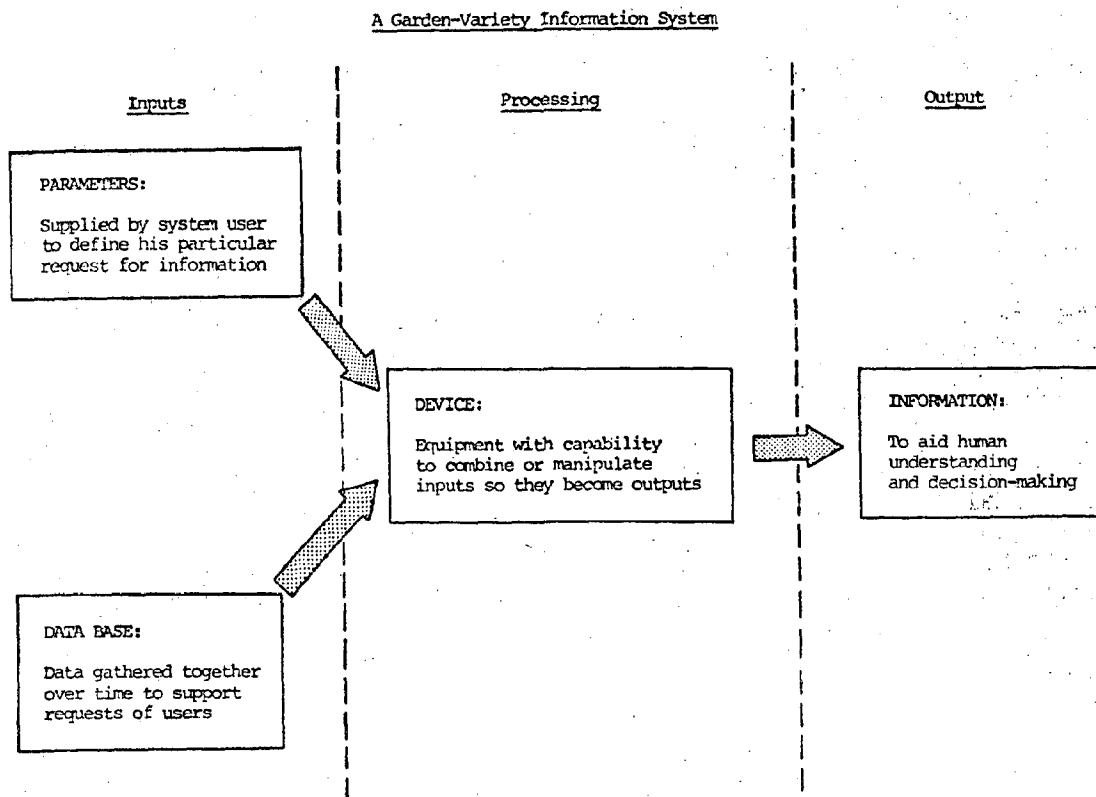 A Garden-Variety Information System
Inputs
Processing
Output
PARAMETERS:
Supplied by system user
to define his particular
request for information
DEVICE:
Equipment with capability
to combine or manipulate
inputs so they become outputs
INFORMATION:
To aid human
understanding
and decision-making
DATA BASE:
Data gathered together
over time to support
requests of users